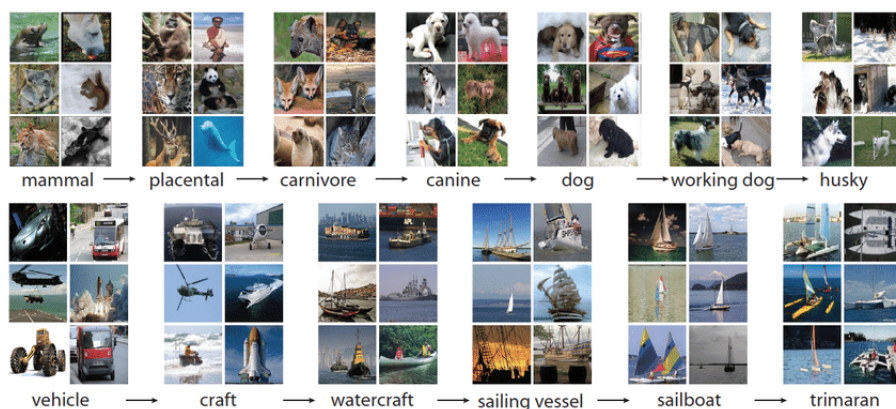 mammal → placental → carnivore → canine → dog → working dog → husky
vehicle → craft → watercraft → sailing vessel → sailboat → trimaran